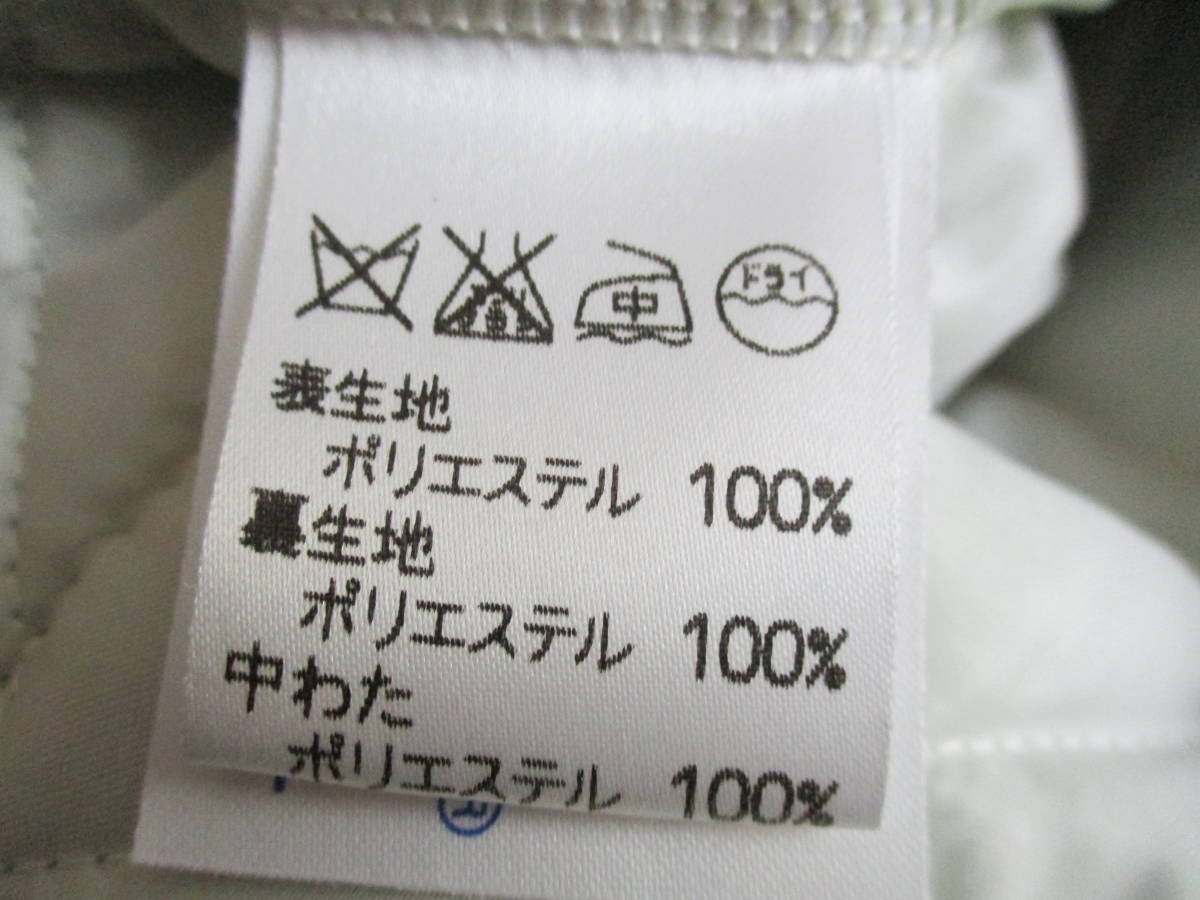 中 ドライ
表生地
ポリエステル 100%
裏生地
ポリエステル 100%
中わた
ポリエステル 100%